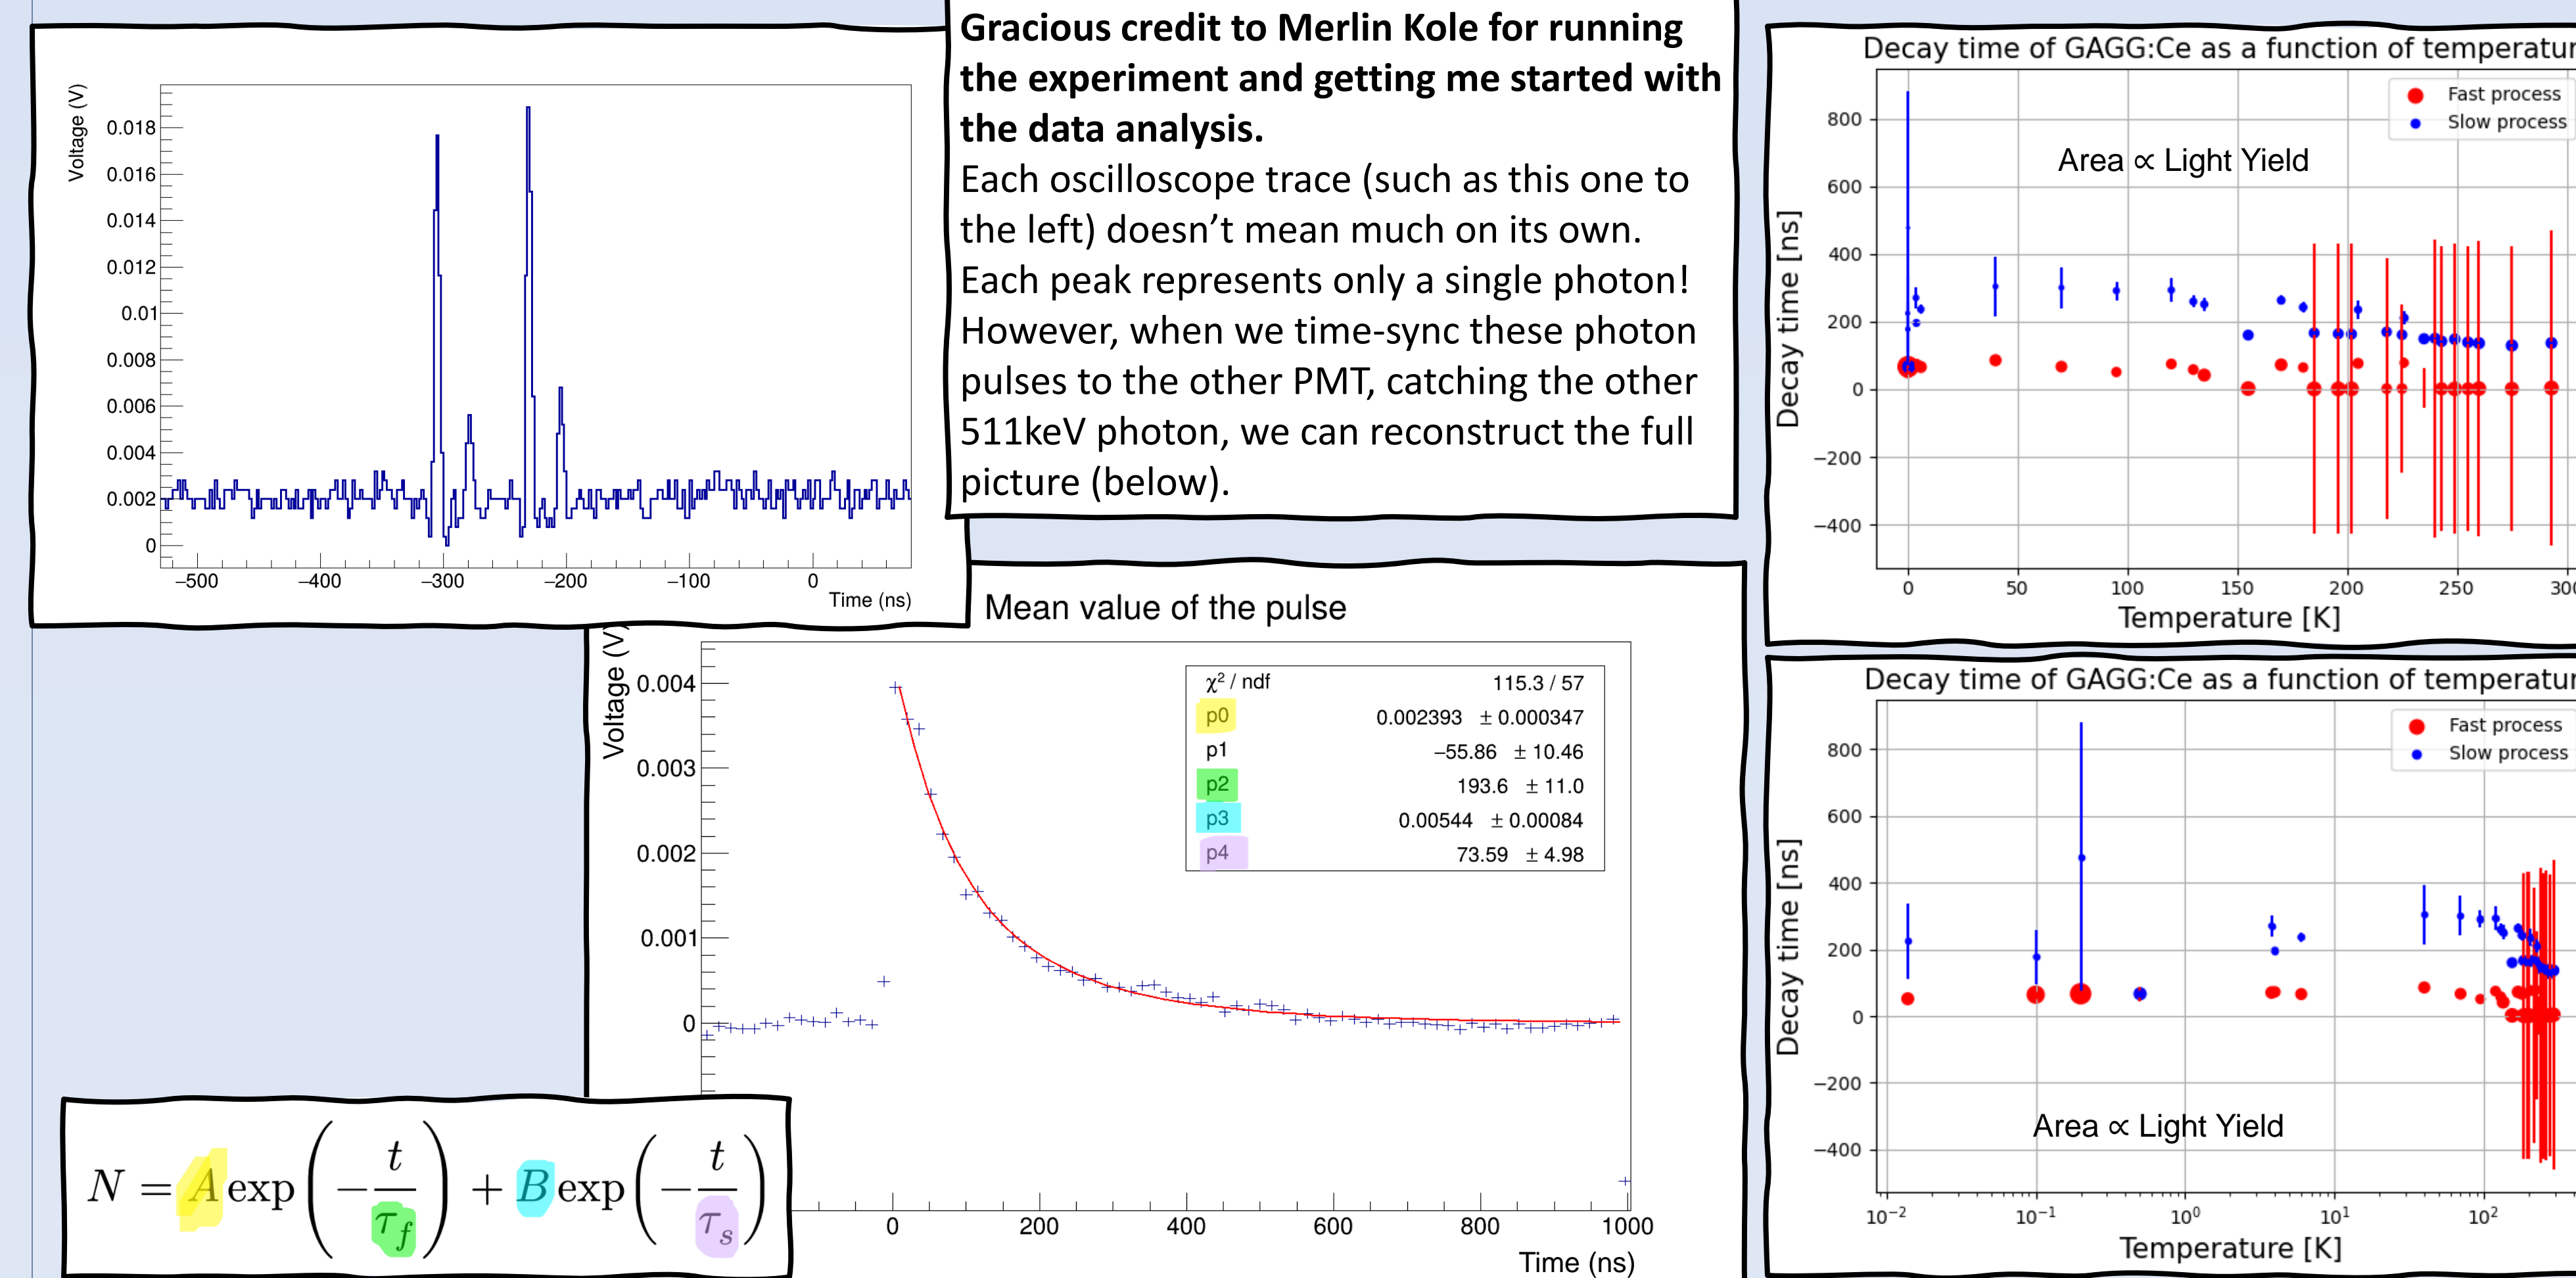 Voltage (V)
0.018
0.016
0.014
0.012
0.01
0.008
0.006
0.004
0.002
0
−500
−400
−300
−200
−100
0
Time (ns)
Gracious credit to Merlin Kole for running
the experiment and getting me started with
the data analysis.
Each oscilloscope trace (such as this one to
the left) doesn’t mean much on its own.
Each peak represents only a single photon!
However, when we time-sync these photon
pulses to the other PMT, catching the other
511keV photon, we can reconstruct the full
picture (below).
Mean value of the pulse
Voltage (V)
0.004
0.003
0.002
0.001
0
χ² / ndf 115.3 / 57
p0 0.002393 ± 0.000347
p1 −55.86 ± 10.46
p2 193.6 ± 11.0
p3 0.00544 ± 0.00084
p4 73.59 ± 4.98
0
200
400
600
800
1000
Time (ns)
N = A exp(−t/τf) + B exp(−t/τs)
Decay time of GAGG:Ce as a function of temperatur
Fast process
Slow process
Area ∝ Light Yield
Decay time [ns]
800
600
400
200
0
−200
−400
0
50
100
150
200
250
300
Temperature [K]
Decay time of GAGG:Ce as a function of temperatur
Fast process
Slow process
Area ∝ Light Yield
Decay time [ns]
800
600
400
200
0
−200
−400
10⁻²
10⁻¹
10⁰
10¹
10²
Temperature [K]